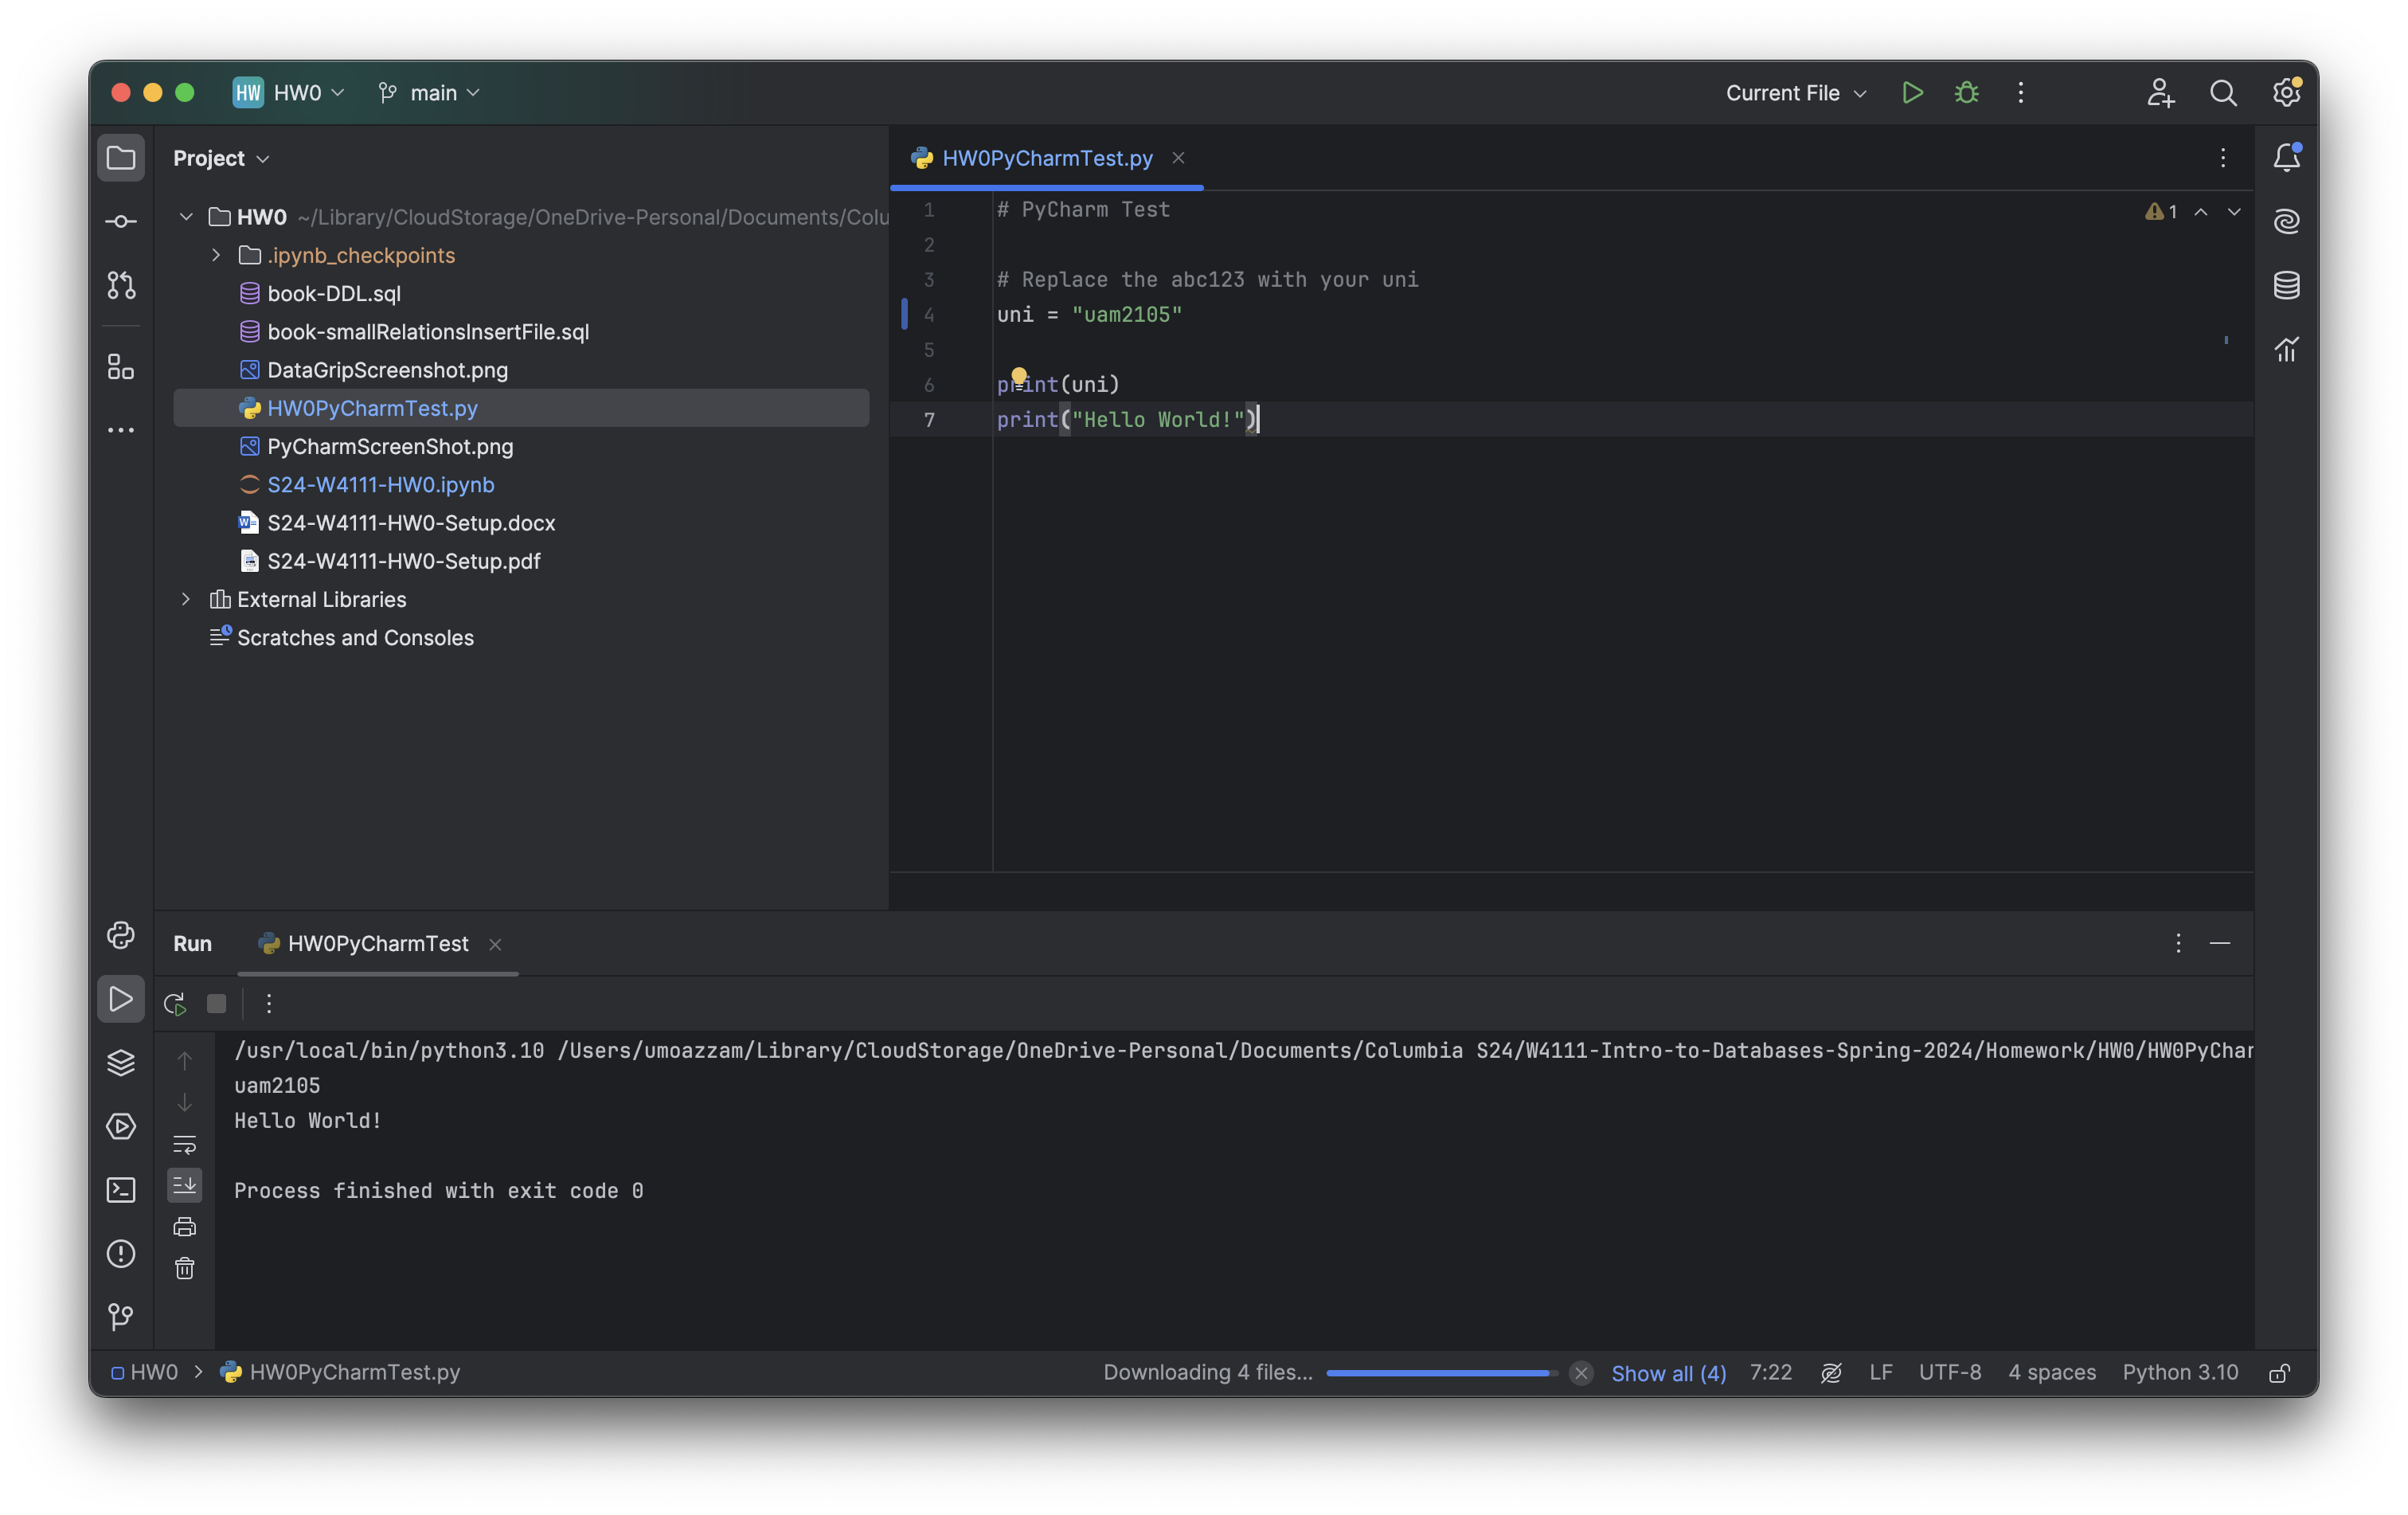 HW HW0 main Current File
Project
HW0 ~/Library/CloudStorage/OneDrive-Personal/Documents/Colu
.ipynb_checkpoints
book-DDL.sql
book-smallRelationsInsertFile.sql
DataGripScreenshot.png
HW0PyCharmTest.py
PyCharmScreenShot.png
S24-W4111-HW0.ipynb
S24-W4111-HW0-Setup.docx
S24-W4111-HW0-Setup.pdf
External Libraries
Scratches and Consoles
HW0PyCharmTest.py
1 # PyCharm Test
1
2
3 # Replace the abc123 with your uni
4 uni = "uam2105"
5
6 print(uni)
7 print("Hello World!")
Run HW0PyCharmTest
/usr/local/bin/python3.10 /Users/umoazzam/Library/CloudStorage/OneDrive-Personal/Documents/Columbia S24/W4111-Intro-to-Databases-Spring-2024/Homework/HW0/HW0PyChar
uam2105
Hello World!
Process finished with exit code 0
HW0 > HW0PyCharmTest.py Downloading 4 files... Show all (4) 7:22 LF UTF-8 4 spaces Python 3.10